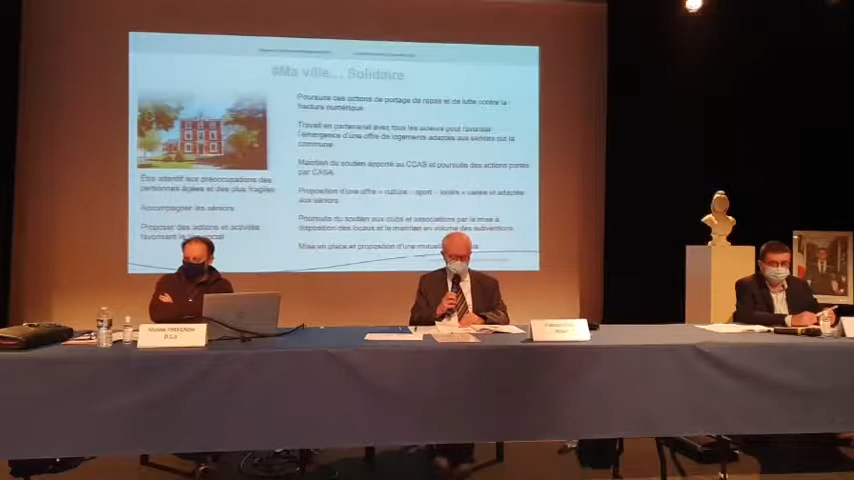 #Ma ville... Solidaire
Poursuite des actions de portage de repas et de lutte contre la
fracture numérique
Travail en partenariat avec tous les acteurs pour favoriser
l'émergence d'une offre de logements adaptés aux séniors sur la
commune
Maintien du soutien apporté au CCAS et poursuite des actions portées
par CASA
Proposition d'une offre « culture - sport - loisirs » variée et adaptée
aux séniors
Poursuite du soutien aux clubs et associations par la mise à
disposition des locaux et le maintien en volume des subventions
Mise en place et proposition d'une mutuelle
Être attentif aux préoccupations des
personnes âgées et des plus fragiles
Accompagner les séniors
Proposer des actions et activités
favorisant le lien social
D.G.S